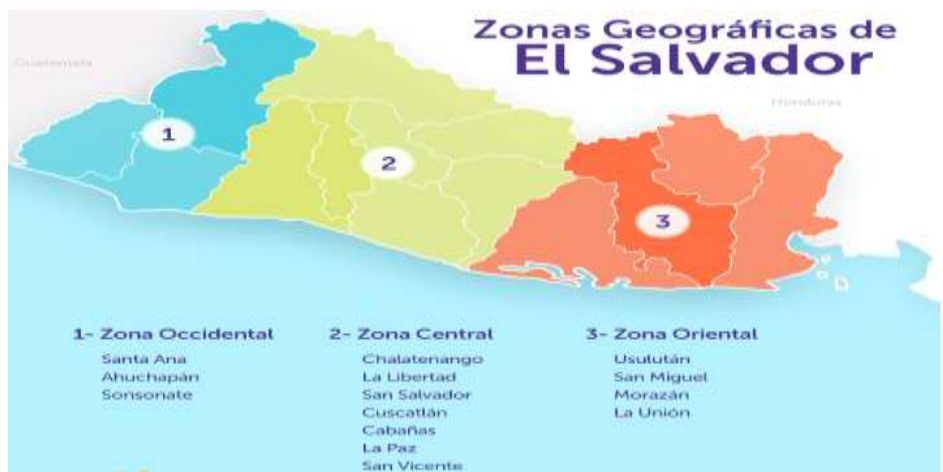 Zonas Geográficas de
El Salvador
Guatemala
Honduras
1
2
3
1- Zona Occidental
Santa Ana
Ahuchapán
Sonsonate
2- Zona Central
Chalatenango
La Libertad
San Salvador
Cuscatlán
Cabañas
La Paz
San Vicente
3- Zona Oriental
Usulután
San Miguel
Morazán
La Unión